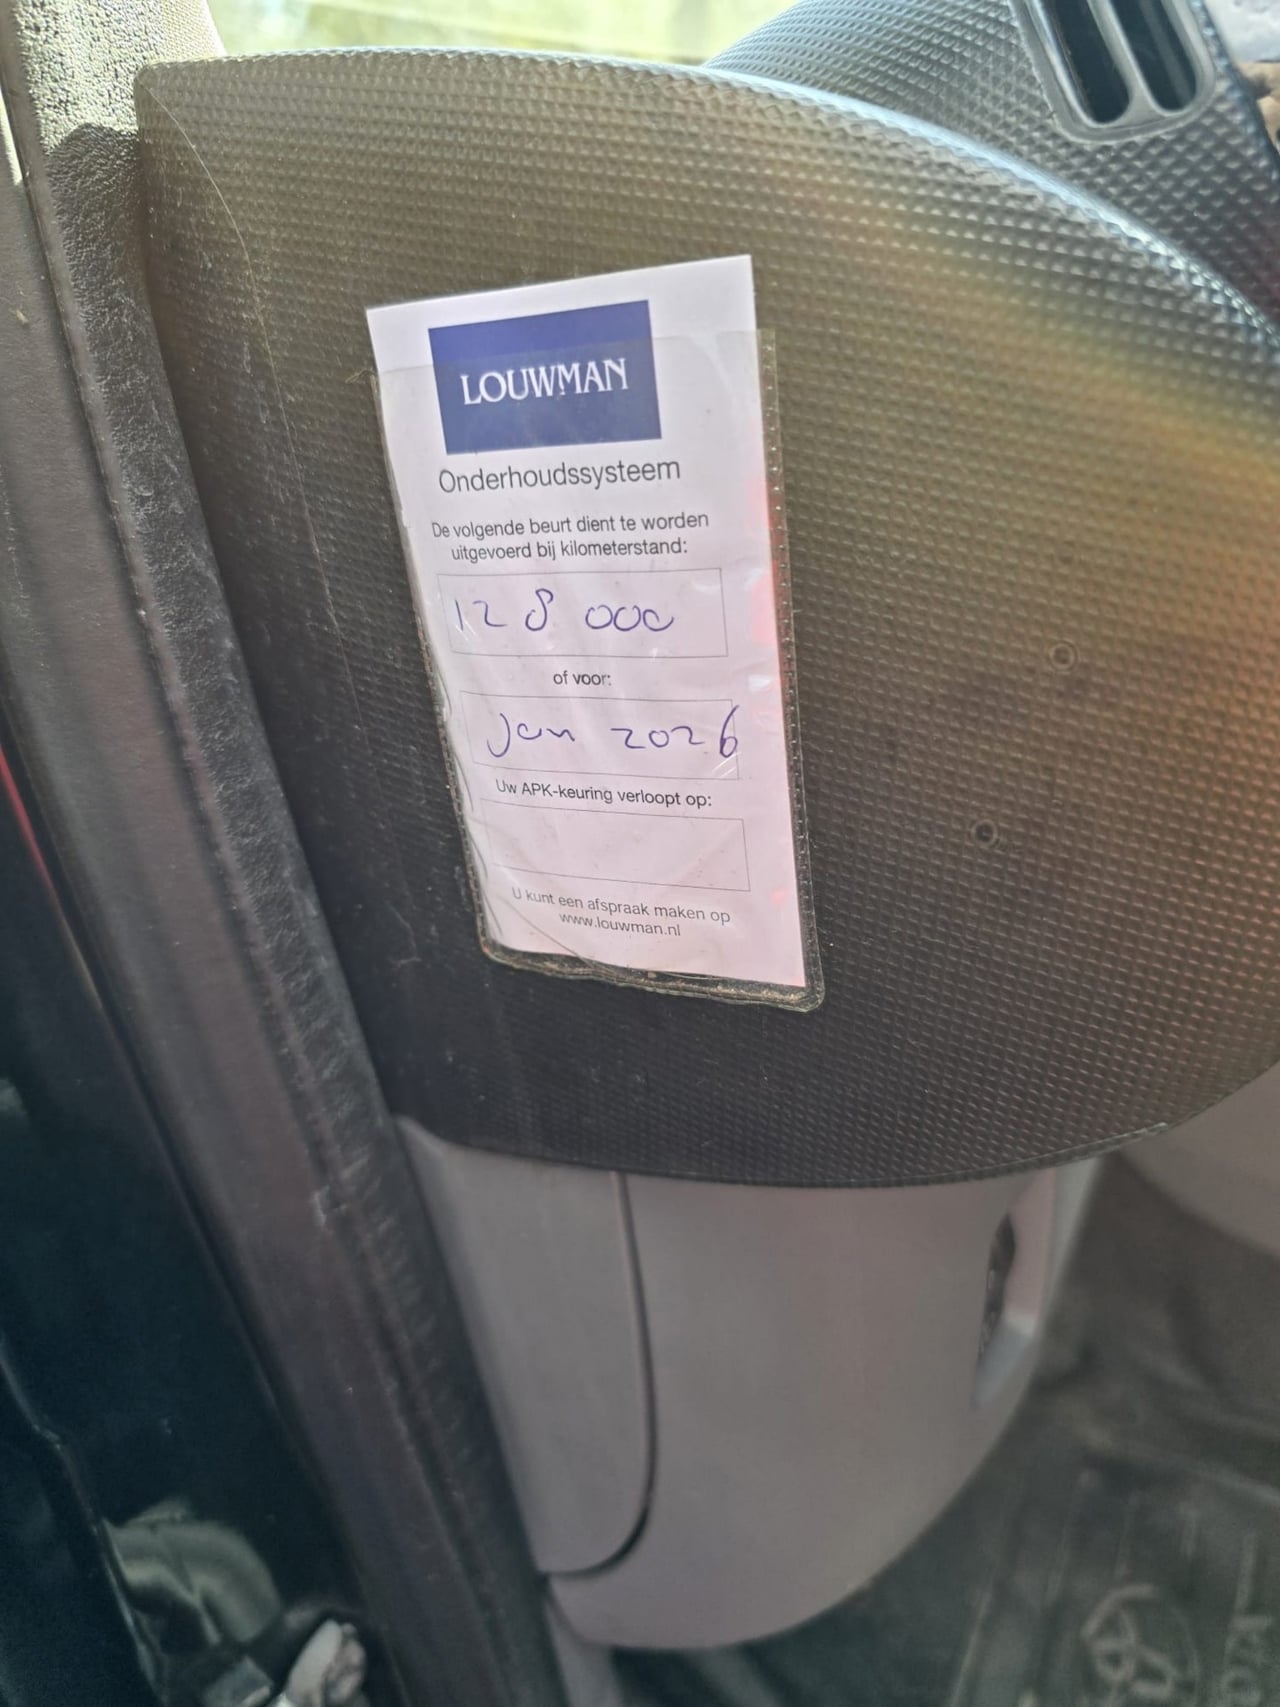 LOUWMAN
Onderhoudssysteem
De volgende beurt dient te worden
uitgevoerd bij kilometerstand:
128 000
of voor:
Jan 2026
Uw APK-keuring verloopt op:
U kunt een afspraak maken op
www.louwman.nl